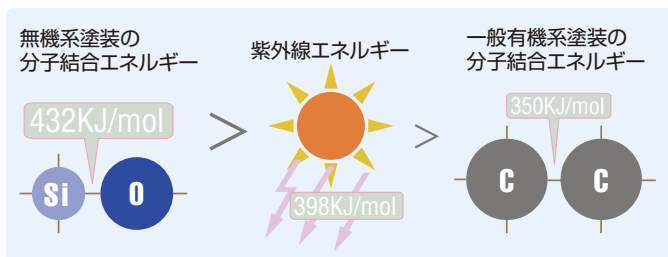 無機系塗装の
分子結合エネルギー
432KJ/mol
Si
O
>
紫外線エネルギー
398KJ/mol
>
一般有機系塗装の
分子結合エネルギー
350KJ/mol
C
C